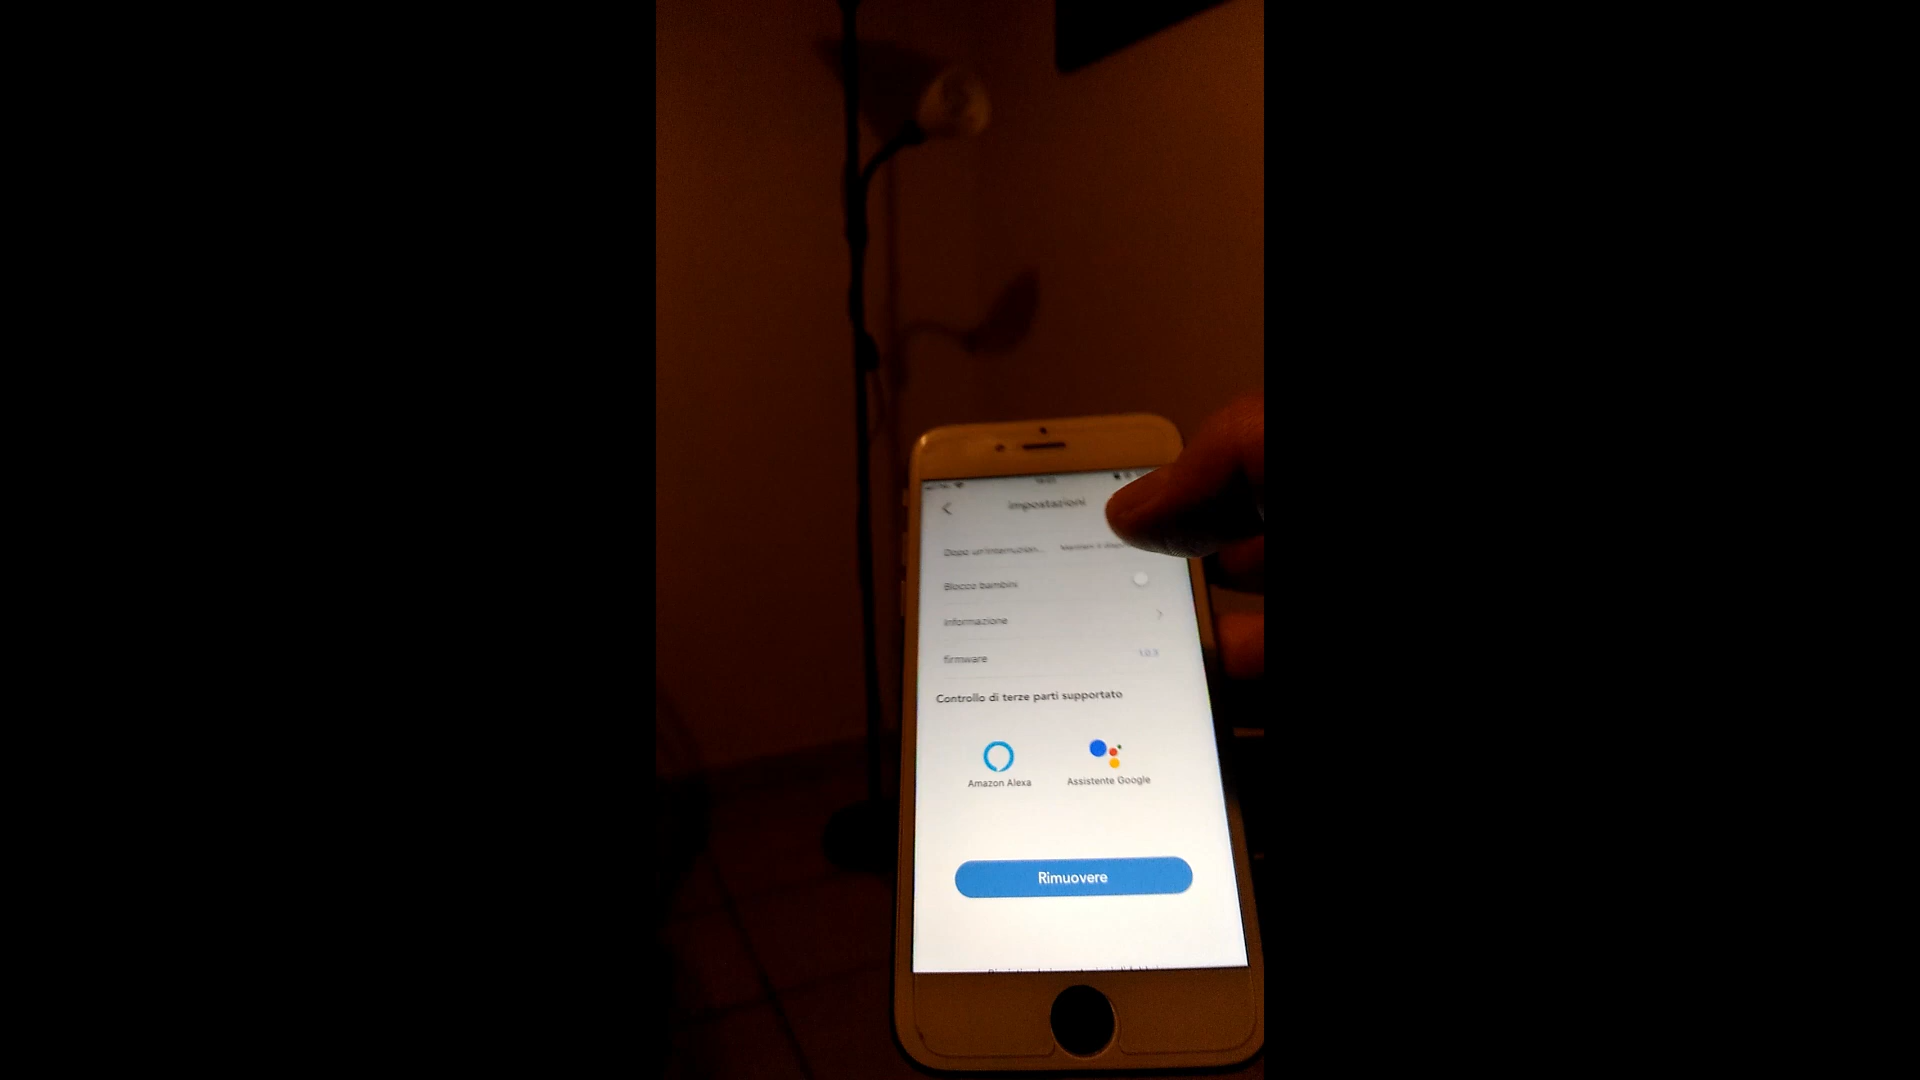 impostazioni
Dopo un'interruzion...
Blocco bambini
Informazione
firmware
Controllo di terze parti supportato
Amazon Alexa Assistente Google
Rimuovere